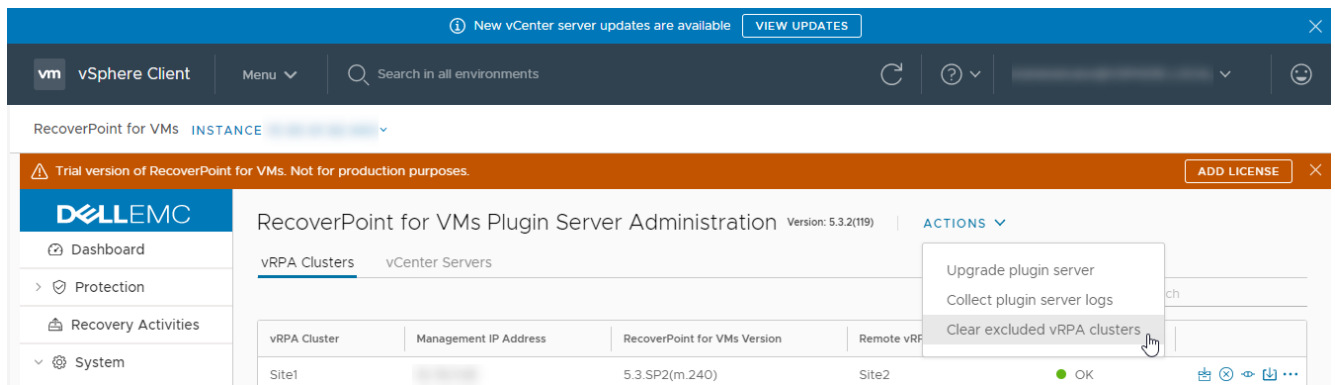 New vCenter server updates are available VIEW UPDATES
vm vSphere Client Menu Search in all environments
RecoverPoint for VMs INSTANCE
Trial version of RecoverPoint for VMs. Not for production purposes. ADD LICENSE
DELLEMC
RecoverPoint for VMs Plugin Server Administration Version: 5.3.2(119) ACTIONS
Dashboard
vRPA Clusters vCenter Servers
Upgrade plugin server
Protection
Collect plugin server logs
ch
Recovery Activities
Clear excluded vRPA clusters
vRPA Cluster Management IP Address RecoverPoint for VMs Version Remote vRP
System
Site1 5.3.SP2(m.240) Site2 OK